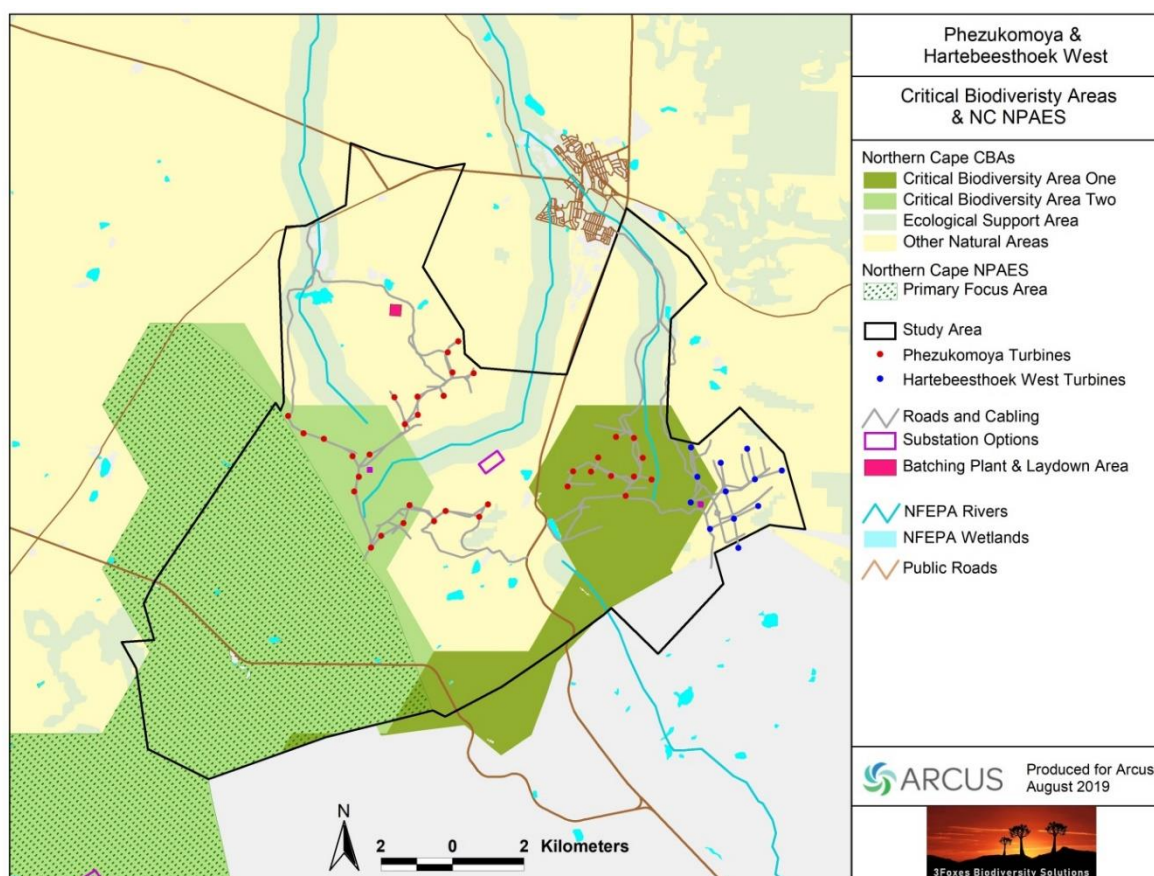 Phezukomoya &
Hartebeesthoek West
Critical Biodiveristy Areas
& NC NPAES
Northern Cape CBAs
Critical Biodiversity Area One
Critical Biodiversity Area Two
Ecological Support Area
Other Natural Areas
Northern Cape NPAES
Primary Focus Area
Study Area
Phezukomoya Turbines
Hartebeesthoek West Turbines
Roads and Cabling
Substation Options
Batching Plant & Laydown Area
NFEPA Rivers
NFEPA Wetlands
Public Roads
N
2 0 2 Kilometers
ARCUS
Produced for Arcus
August 2019
3Foxes Biodiversity Solutions